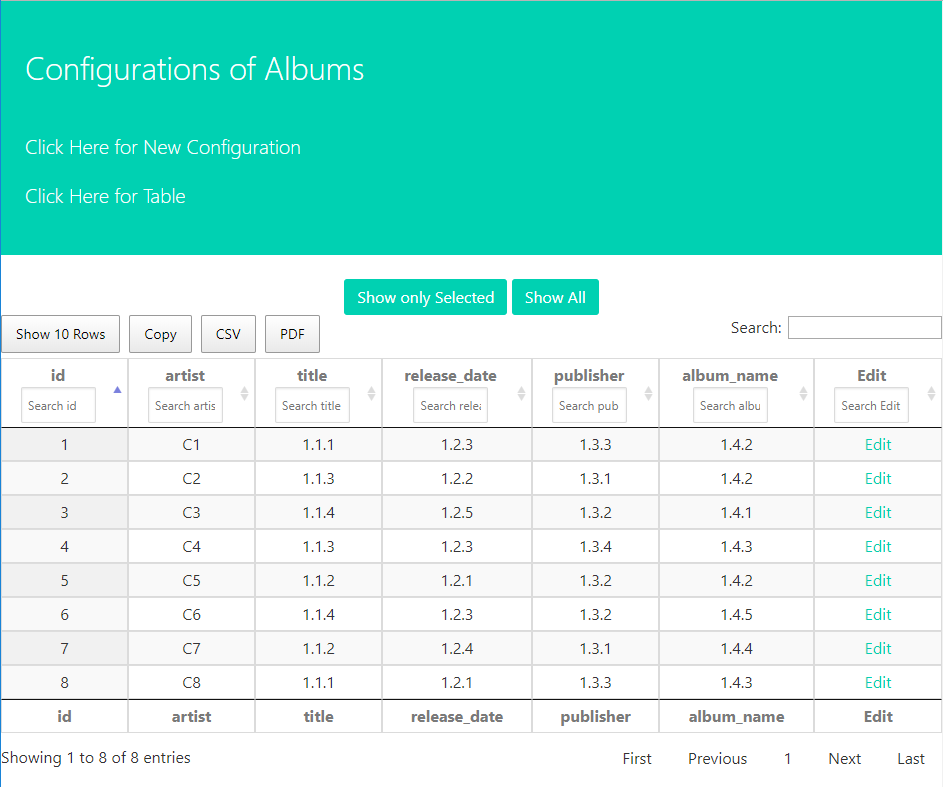 Configurations of Albums
Click Here for New Configuration
Click Here for Table
Show only Selected Show All
Show 10 Rows Copy CSV PDF Search:
id artist title release_date publisher album_name Edit
Search id Search artis Search title Search relea Search pub Search albu Search Edit
1 C1 1.1.1 1.2.3 1.3.3 1.4.2 Edit
2 C2 1.1.3 1.2.2 1.3.1 1.4.2 Edit
3 C3 1.1.4 1.2.5 1.3.2 1.4.1 Edit
4 C4 1.1.3 1.2.3 1.3.4 1.4.3 Edit
5 C5 1.1.2 1.2.1 1.3.2 1.4.2 Edit
6 C6 1.1.4 1.2.3 1.3.2 1.4.5 Edit
7 C7 1.1.2 1.2.4 1.3.1 1.4.4 Edit
8 C8 1.1.1 1.2.1 1.3.3 1.4.3 Edit
id artist title release_date publisher album_name Edit
Showing 1 to 8 of 8 entries First Previous 1 Next Last